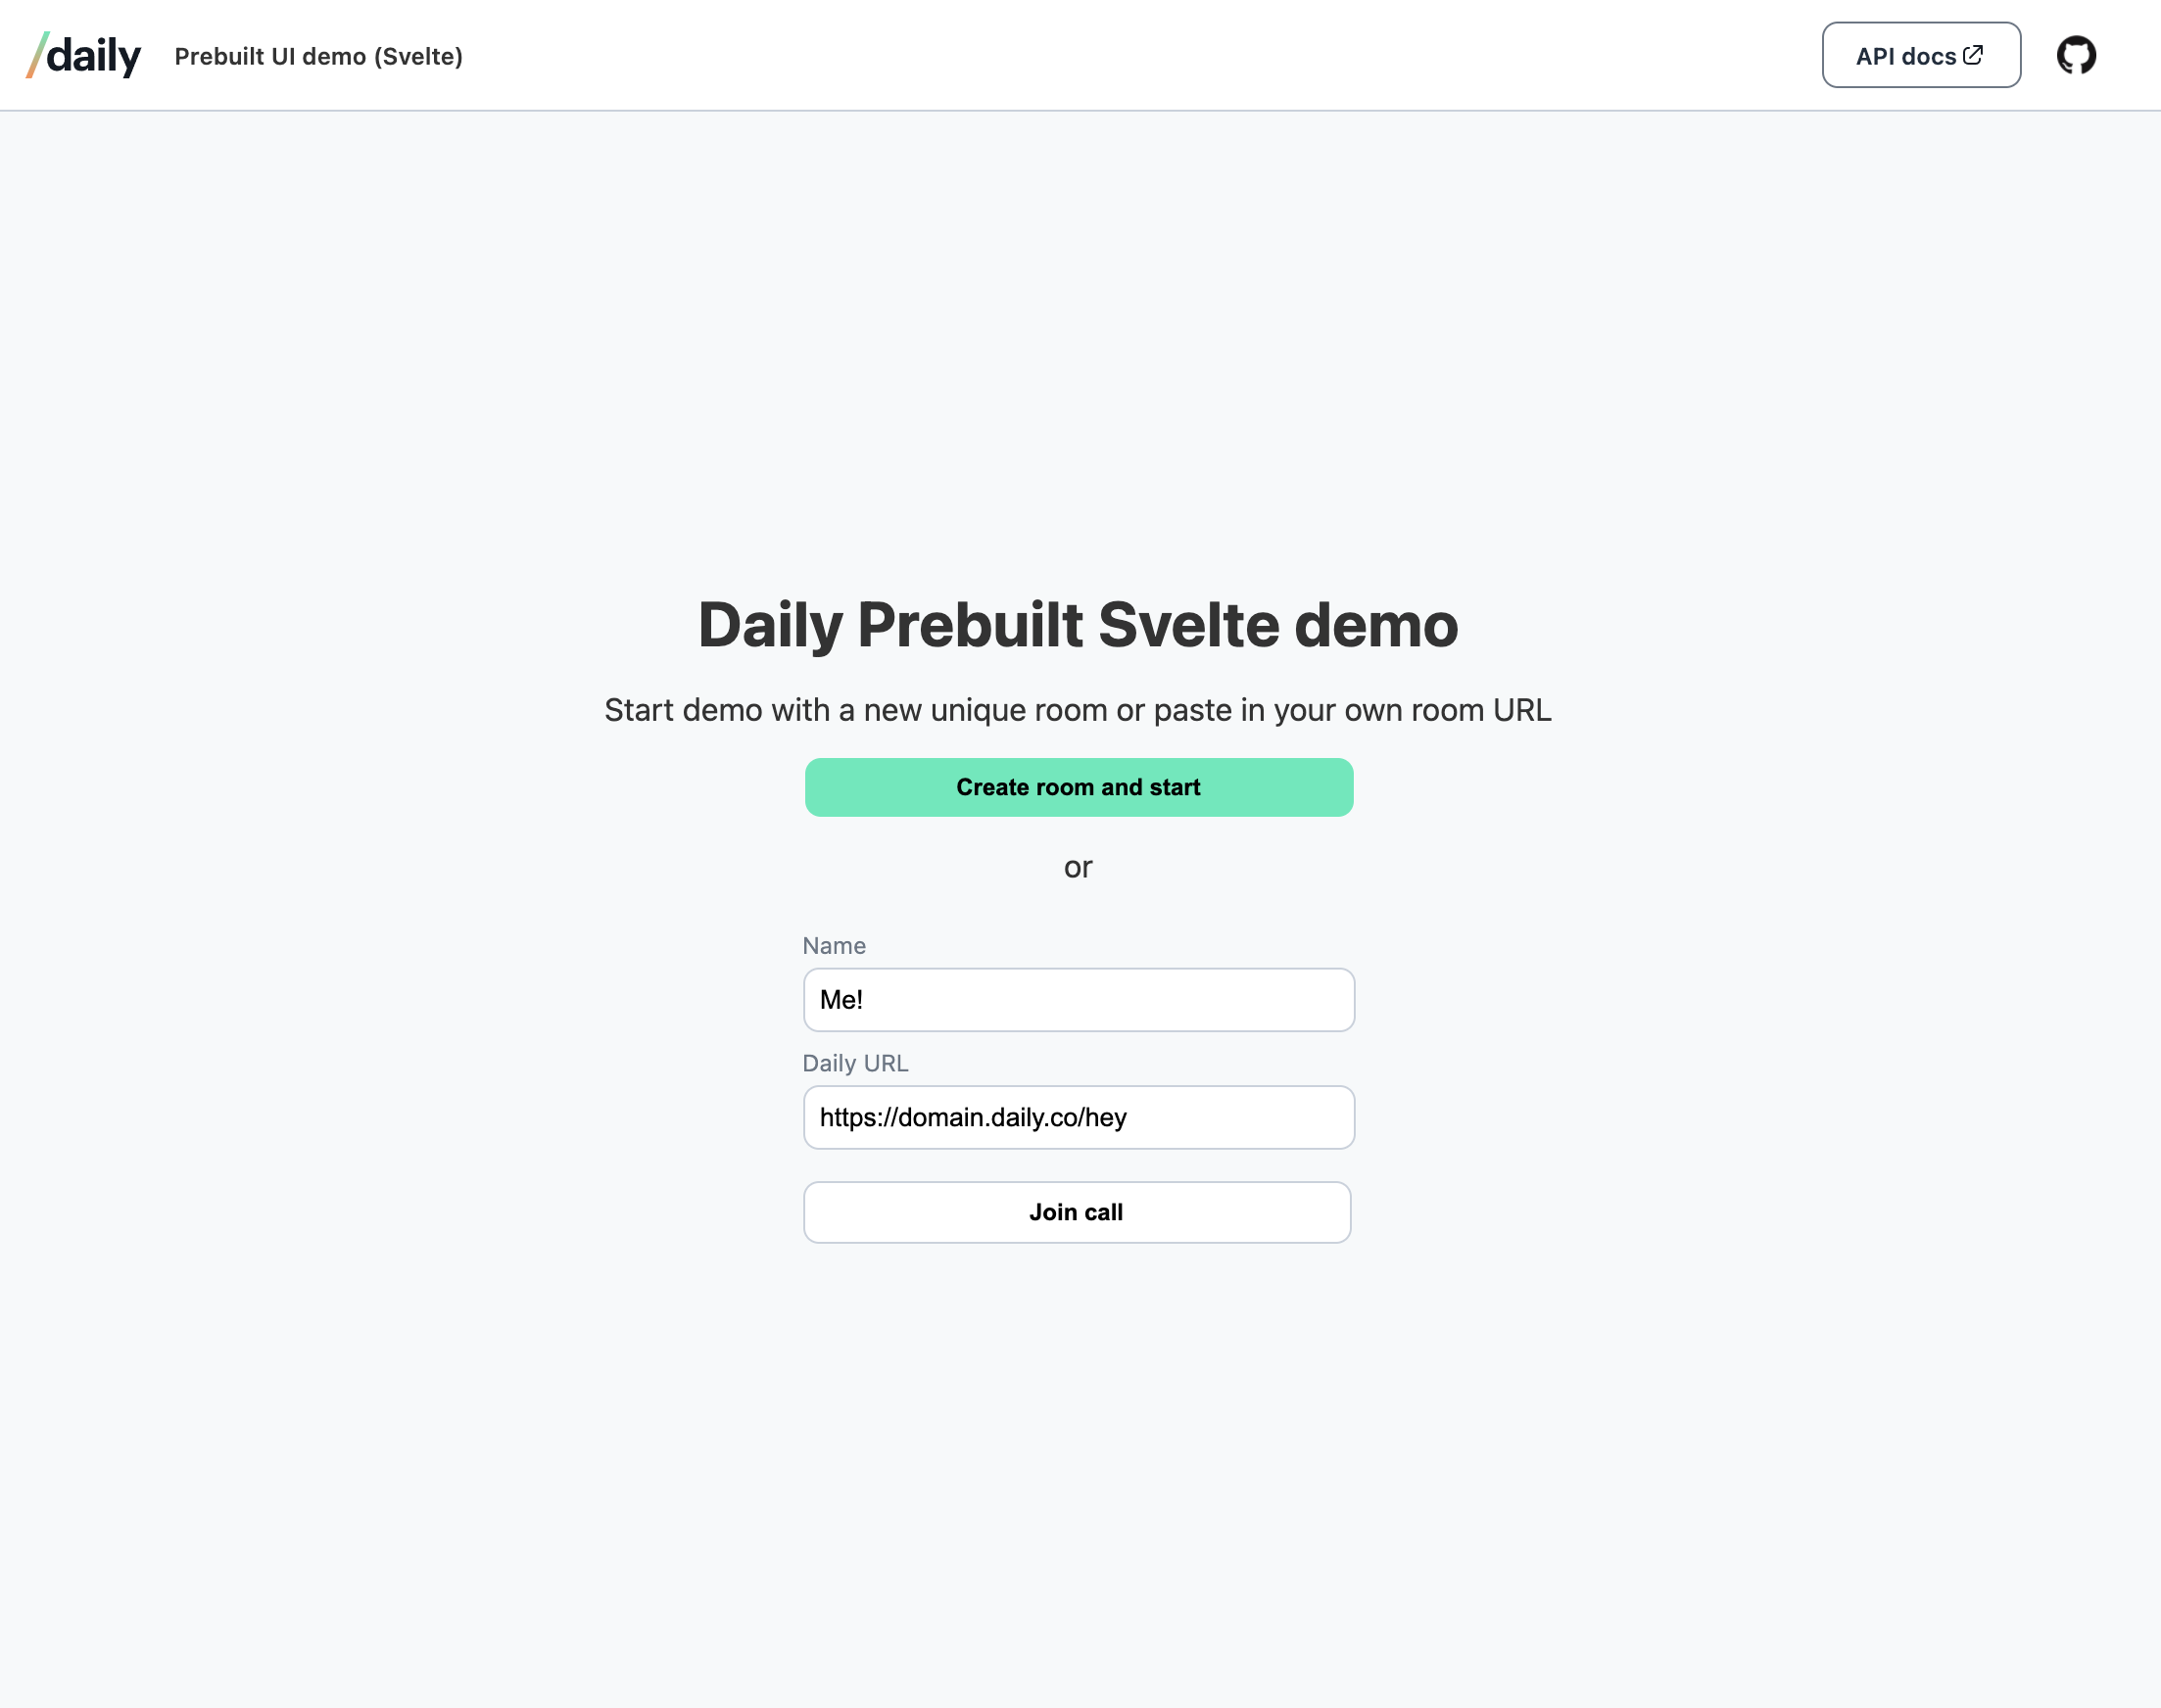 /daily Prebuilt UI demo (Svelte) API docs
Daily Prebuilt Svelte demo
Start demo with a new unique room or paste in your own room URL
Create room and start
or
Name
Me!
Daily URL
https://domain.daily.co/hey
Join call